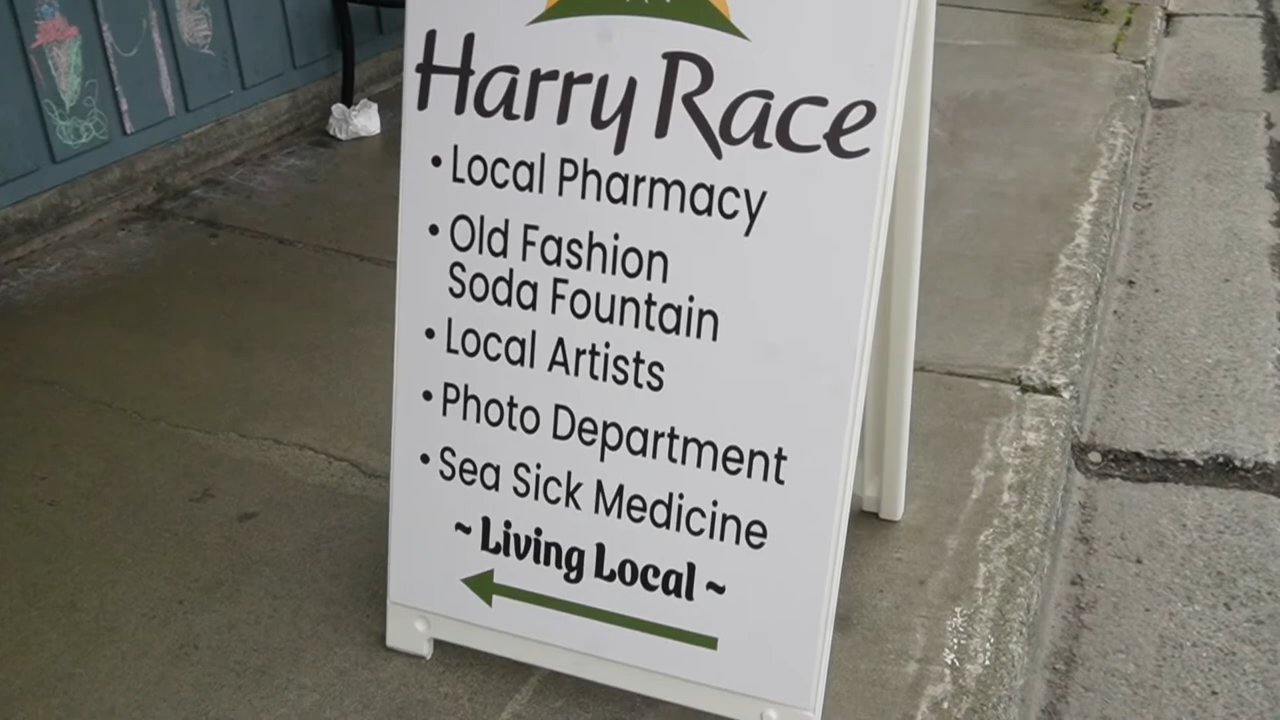 Harry Race
• Local Pharmacy
• Old Fashion
Soda Fountain
• Local Artists
• Photo Department
• Sea Sick Medicine
~ Living Local ~